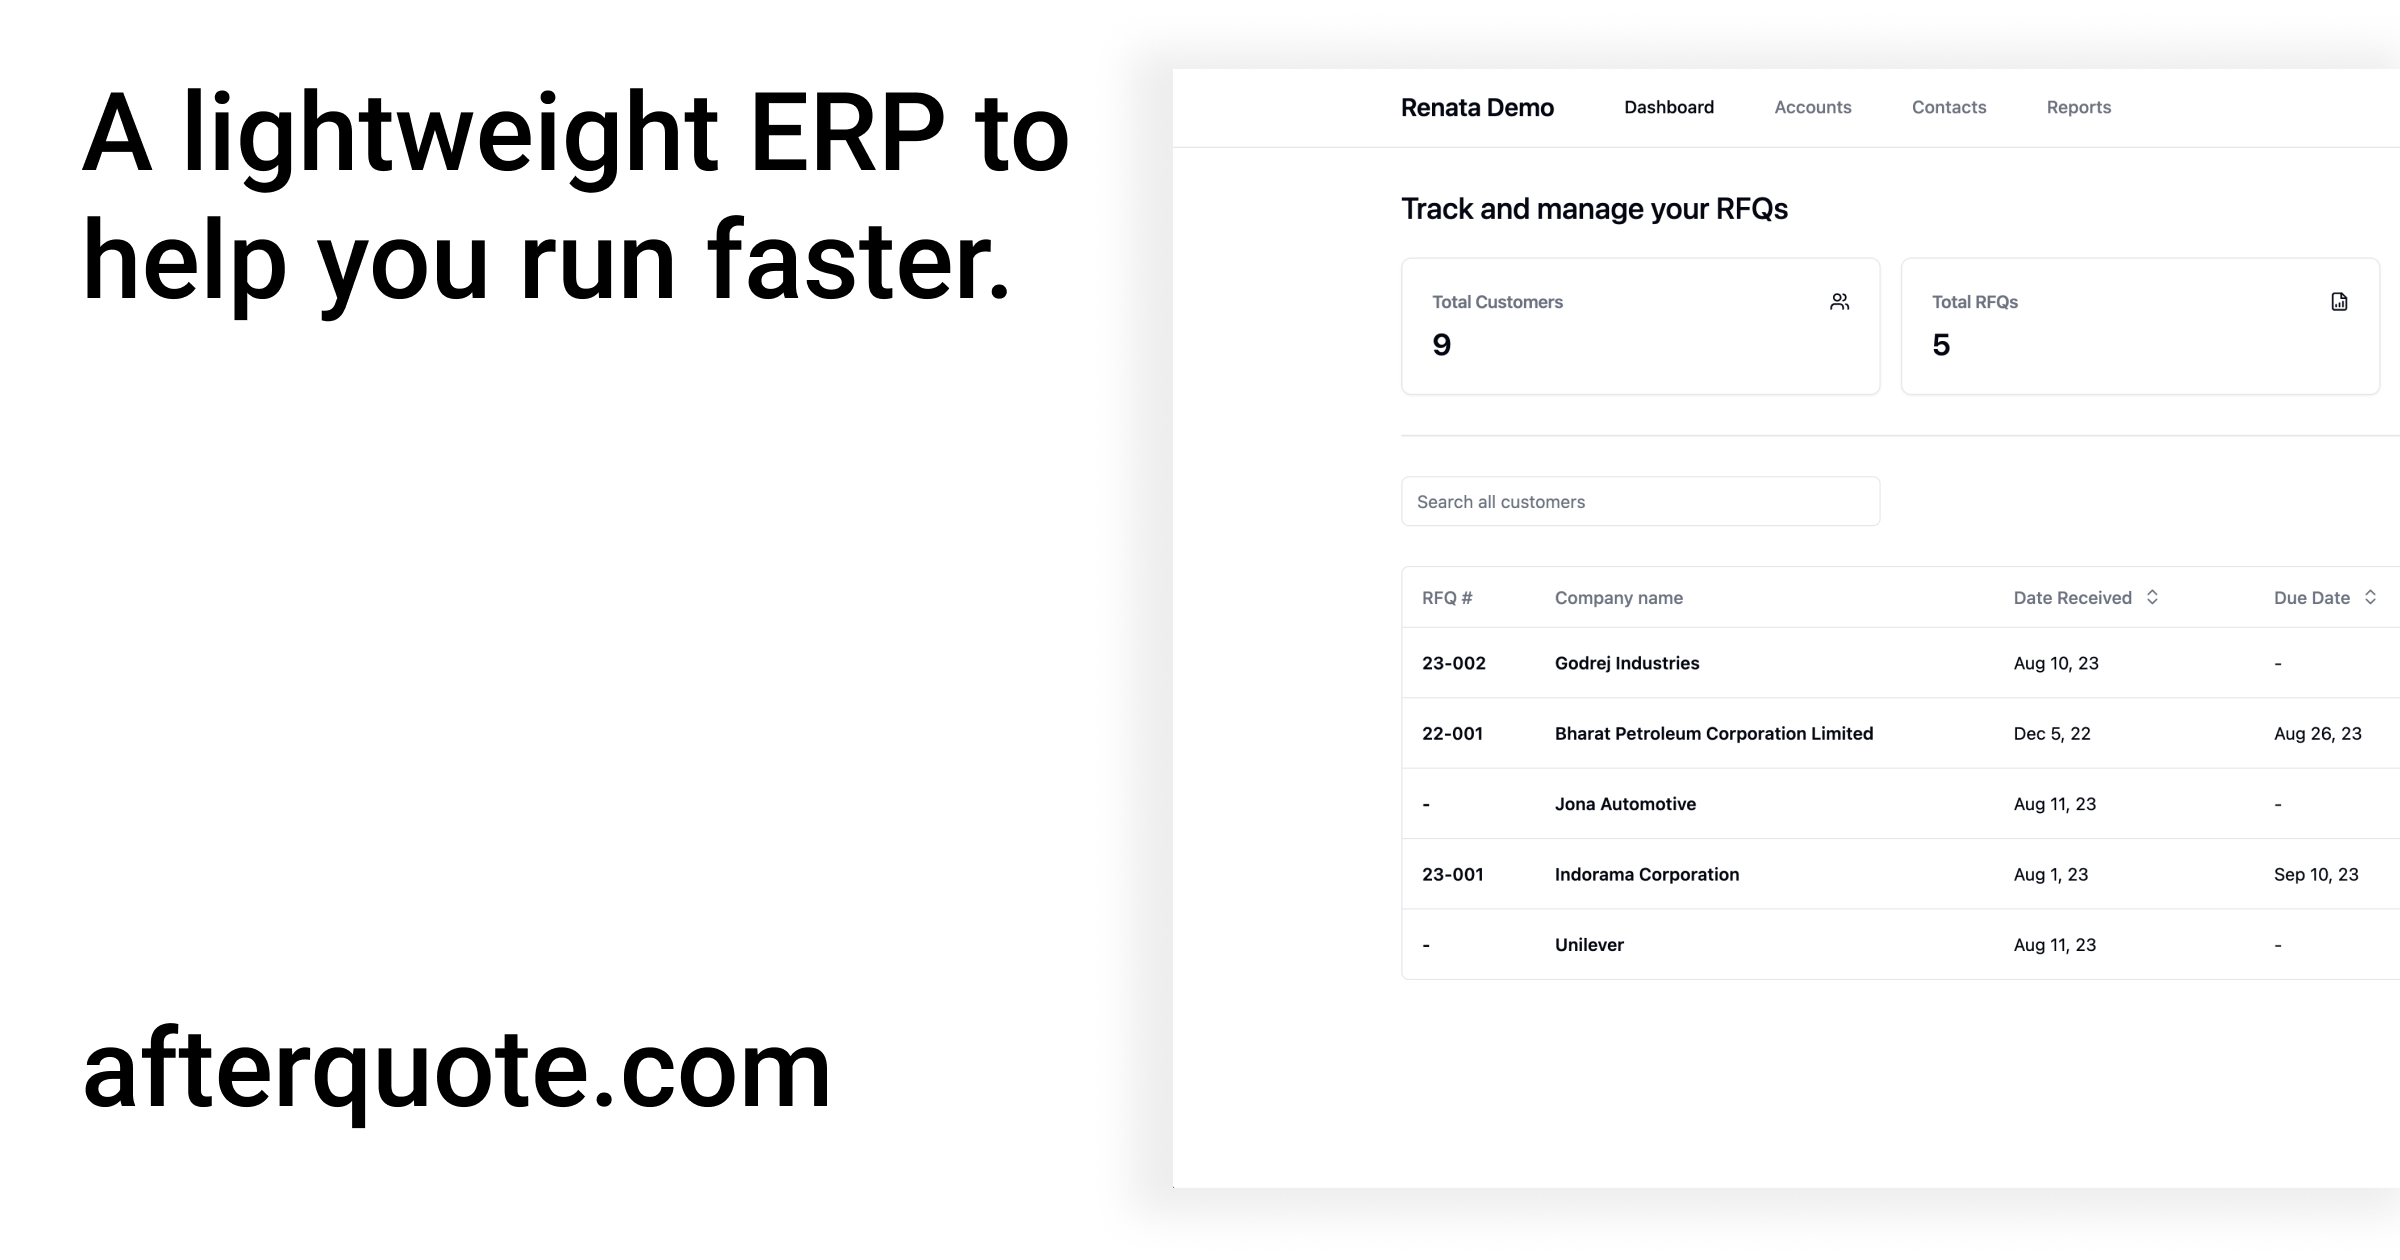 A lightweight ERP to
help you run faster.
afterquote.com
Renata Demo Dashboard Accounts Contacts Reports
Track and manage your RFQs
Total Customers Total RFQs
9 5
Search all customers
RFQ # Company name Date Received Due Date
23-002 Godrej Industries Aug 10, 23 -
22-001 Bharat Petroleum Corporation Limited Dec 5, 22 Aug 26, 23
- Jona Automotive Aug 11, 23 -
23-001 Indorama Corporation Aug 1, 23 Sep 10, 23
- Unilever Aug 11, 23 -